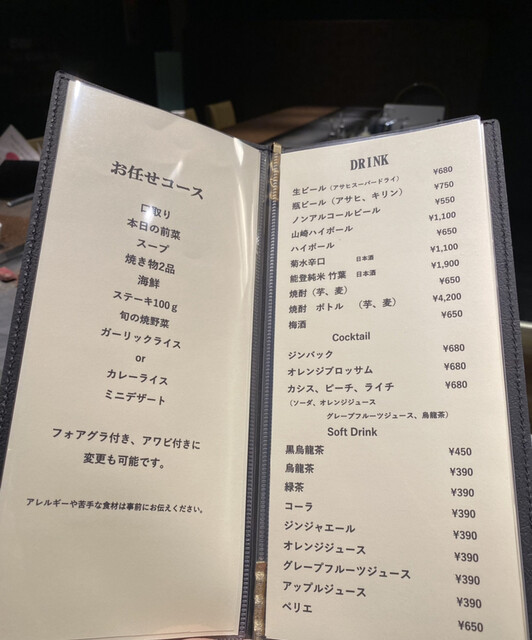 お任せコース
口取り
本日の前菜
スープ
焼き物2品
海鮮
ステーキ100g
旬の焼野菜
ガーリックライス
or
カレーライス
ミニデザート
フォアグラ付き、アワビ付きに
変更も可能です。
アレルギーや苦手な食材は事前にお伝えください。
DRINK
生ビール（アサヒスーパードライ） ¥680
瓶ビール（アサヒ、キリン） ¥750
ノンアルコールビール ¥550
山崎ハイボール ¥1,100
ハイボール ¥650
菊水辛口 日本酒 ¥1,100
能登純米 竹葉 日本酒 ¥1,900
焼酎（芋、麦） ¥650
焼酎 ボトル （芋、麦） ¥4,200
梅酒 ¥650
Cocktail
ジンバック ¥680
オレンジブロッサム ¥680
カシス、ピーチ、ライチ ¥680
（ソーダ、オレンジジュース
グレープフルーツジュース、烏龍茶）
Soft Drink
黒烏龍茶 ¥450
烏龍茶 ¥390
緑茶 ¥390
コーラ ¥390
ジンジャエール ¥390
オレンジジュース ¥390
グレープフルーツジュース ¥390
アップルジュース ¥390
ペリエ ¥650